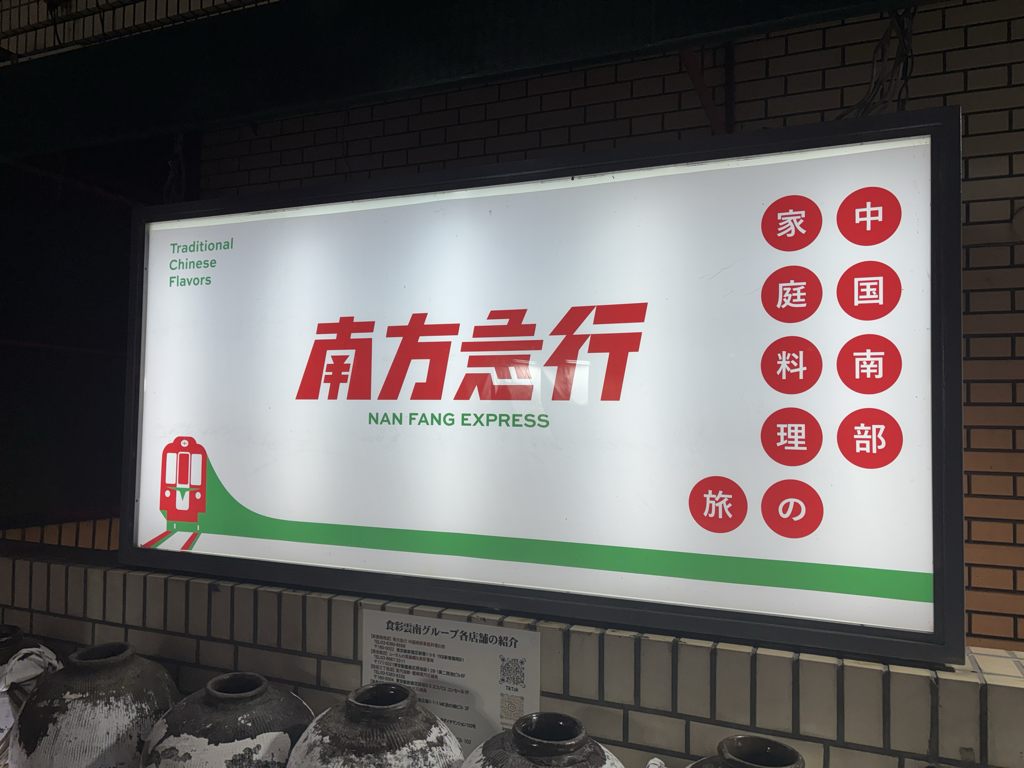 Traditional
Chinese
Flavors
南方急行
NAN FANG EXPRESS
中国南部
家庭料理の
旅
食彩雲南グループ各店舗の紹介
TikTok